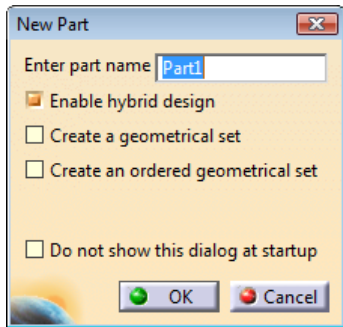 New Part
Enter part name Part1
Enable hybrid design
Create a geometrical set
Create an ordered geometrical set
Do not show this dialog at startup
OK Cancel